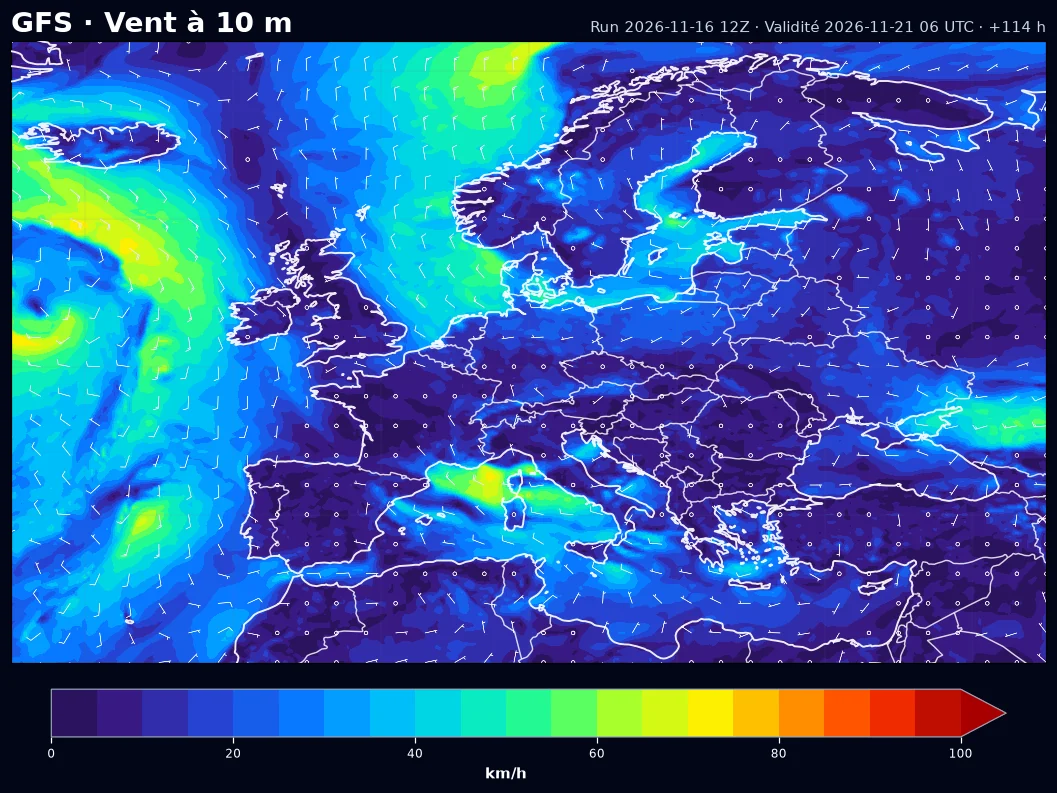 GFS · Vent à 10 m
Run 2026-11-16 12Z · Validité 2026-11-21 06 UTC · +114 h
0 20 40 60 80 100
km/h